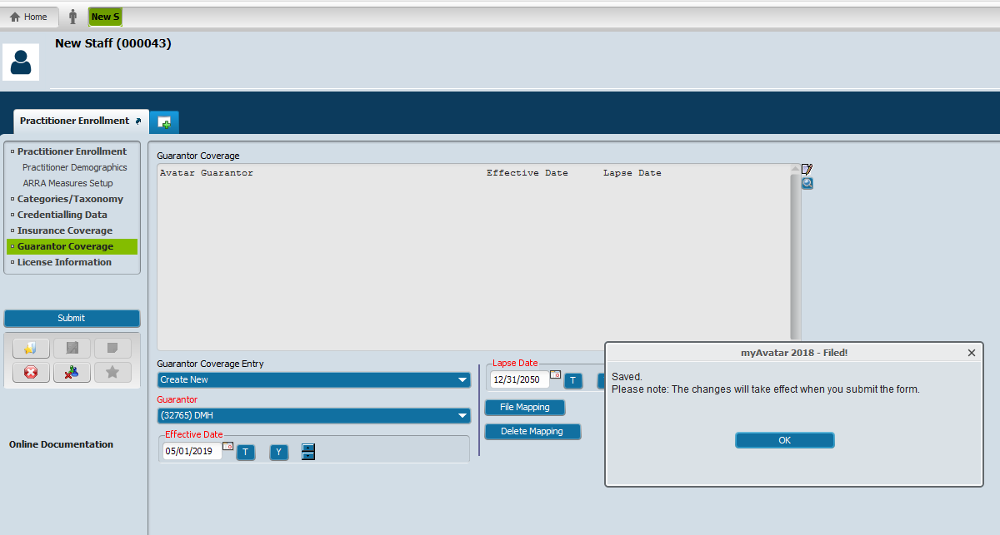 Home
New S
New Staff (000043)
Practitioner Enrollment
Practitioner Enrollment
Practitioner Demographics
ARRA Measures Setup
Categories/Taxonomy
Credentialling Data
Insurance Coverage
Guarantor Coverage
License Information
Submit
Online Documentation
Guarantor Coverage
Avatar Guarantor Effective Date Lapse Date
Guarantor Coverage Entry
Create New
Guarantor
(32765) DMH
Effective Date
05/01/2019 T Y
Lapse Date
12/31/2050 T
File Mapping
Delete Mapping
myAvatar 2018 - Filed!
Saved.
Please note: The changes will take effect when you submit the form.
OK